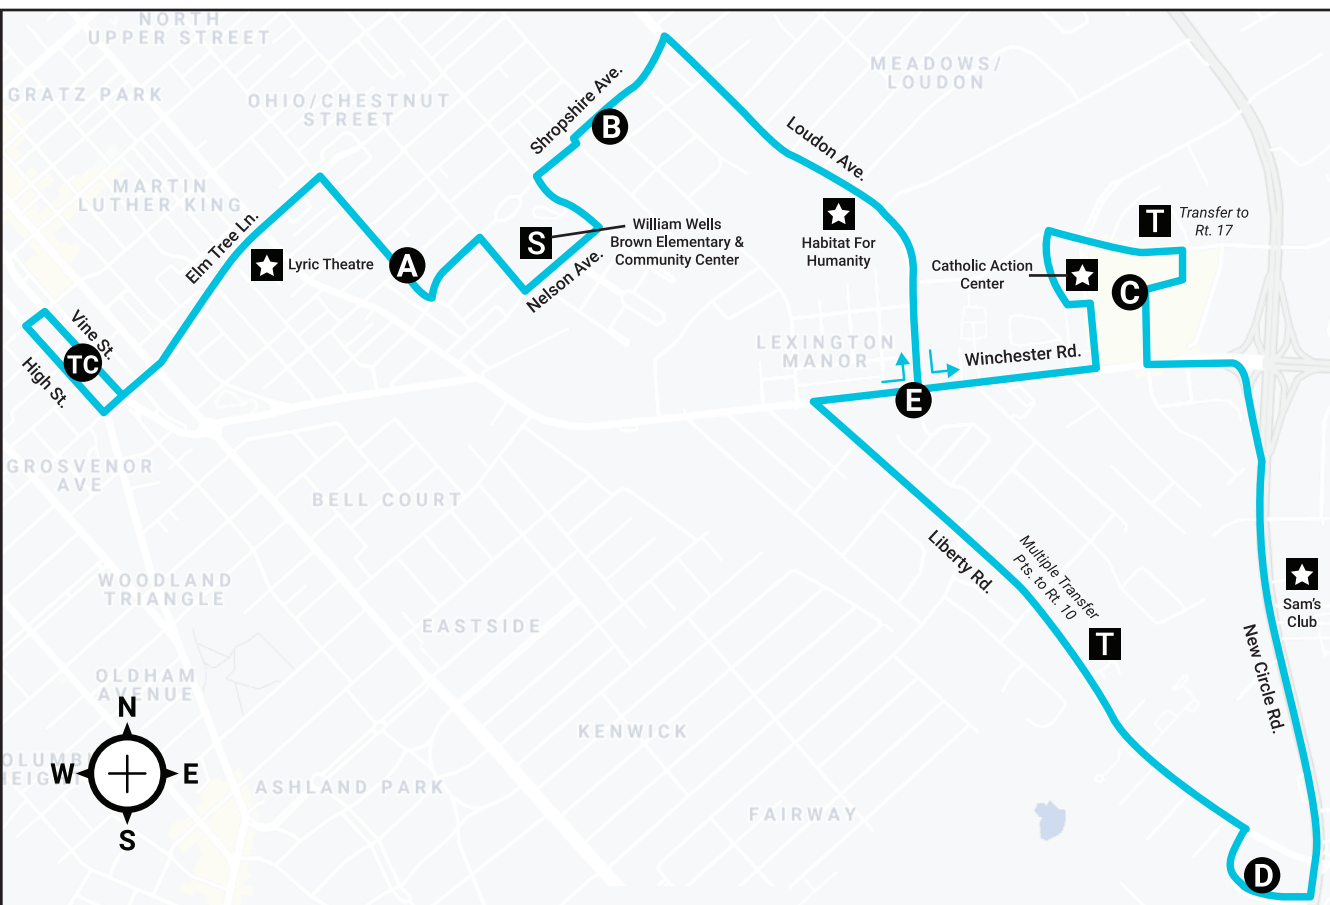 NORTH
UPPER STREET
GRATZ PARK
OHIO/CHESTNUT
STREET
MEADOWS/
LOUDON
MARTIN
LUTHER KING
Shropshire Ave.
B
Loudon Ave.
Elm Tree Ln.
Lyric Theatre
A
S
William Wells
Brown Elementary &
Community Center
Nelson Ave.
Habitat For
Humanity
T
Transfer to
Rt. 17
Catholic Action
Center
C
Vine St.
TC
High St.
LEXINGTON
MANOR
Winchester Rd.
E
GROSVENOR
AVE
BELL COURT
WOODLAND
TRIANGLE
EASTSIDE
Liberty Rd.
Multiple Transfer
Pts. to Rt. 10
T
Sam's
Club
New Circle Rd.
OLDHAM
AVENUE
KENWICK
ASHLAND PARK
FAIRWAY
N
W
E
S
D